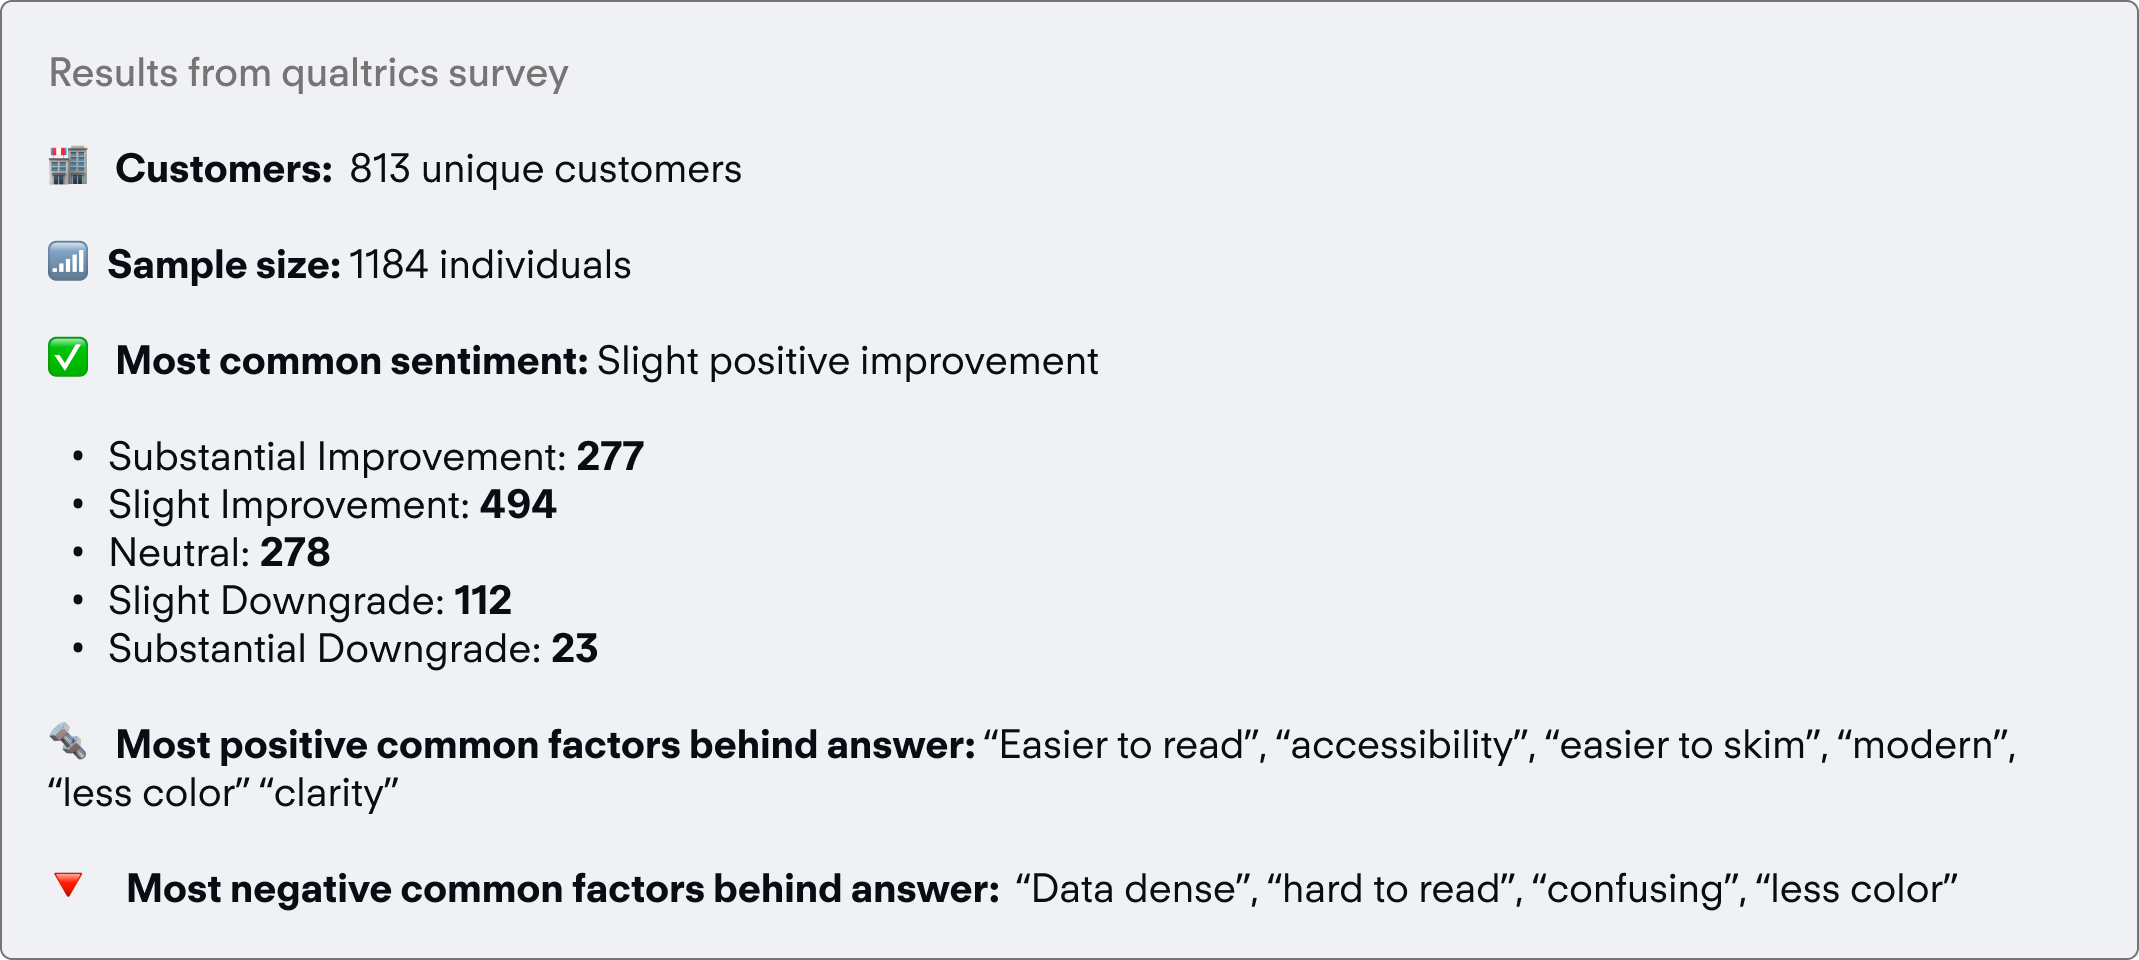 Results from qualtrics survey
Customers: 813 unique customers
Sample size: 1184 individuals
Most common sentiment: Slight positive improvement
• Substantial Improvement: 277
• Slight Improvement: 494
• Neutral: 278
• Slight Downgrade: 112
• Substantial Downgrade: 23
Most positive common factors behind answer: “Easier to read”, “accessibility”, “easier to skim”, “modern”,
“less color” “clarity”
Most negative common factors behind answer: “Data dense”, “hard to read”, “confusing”, “less color”